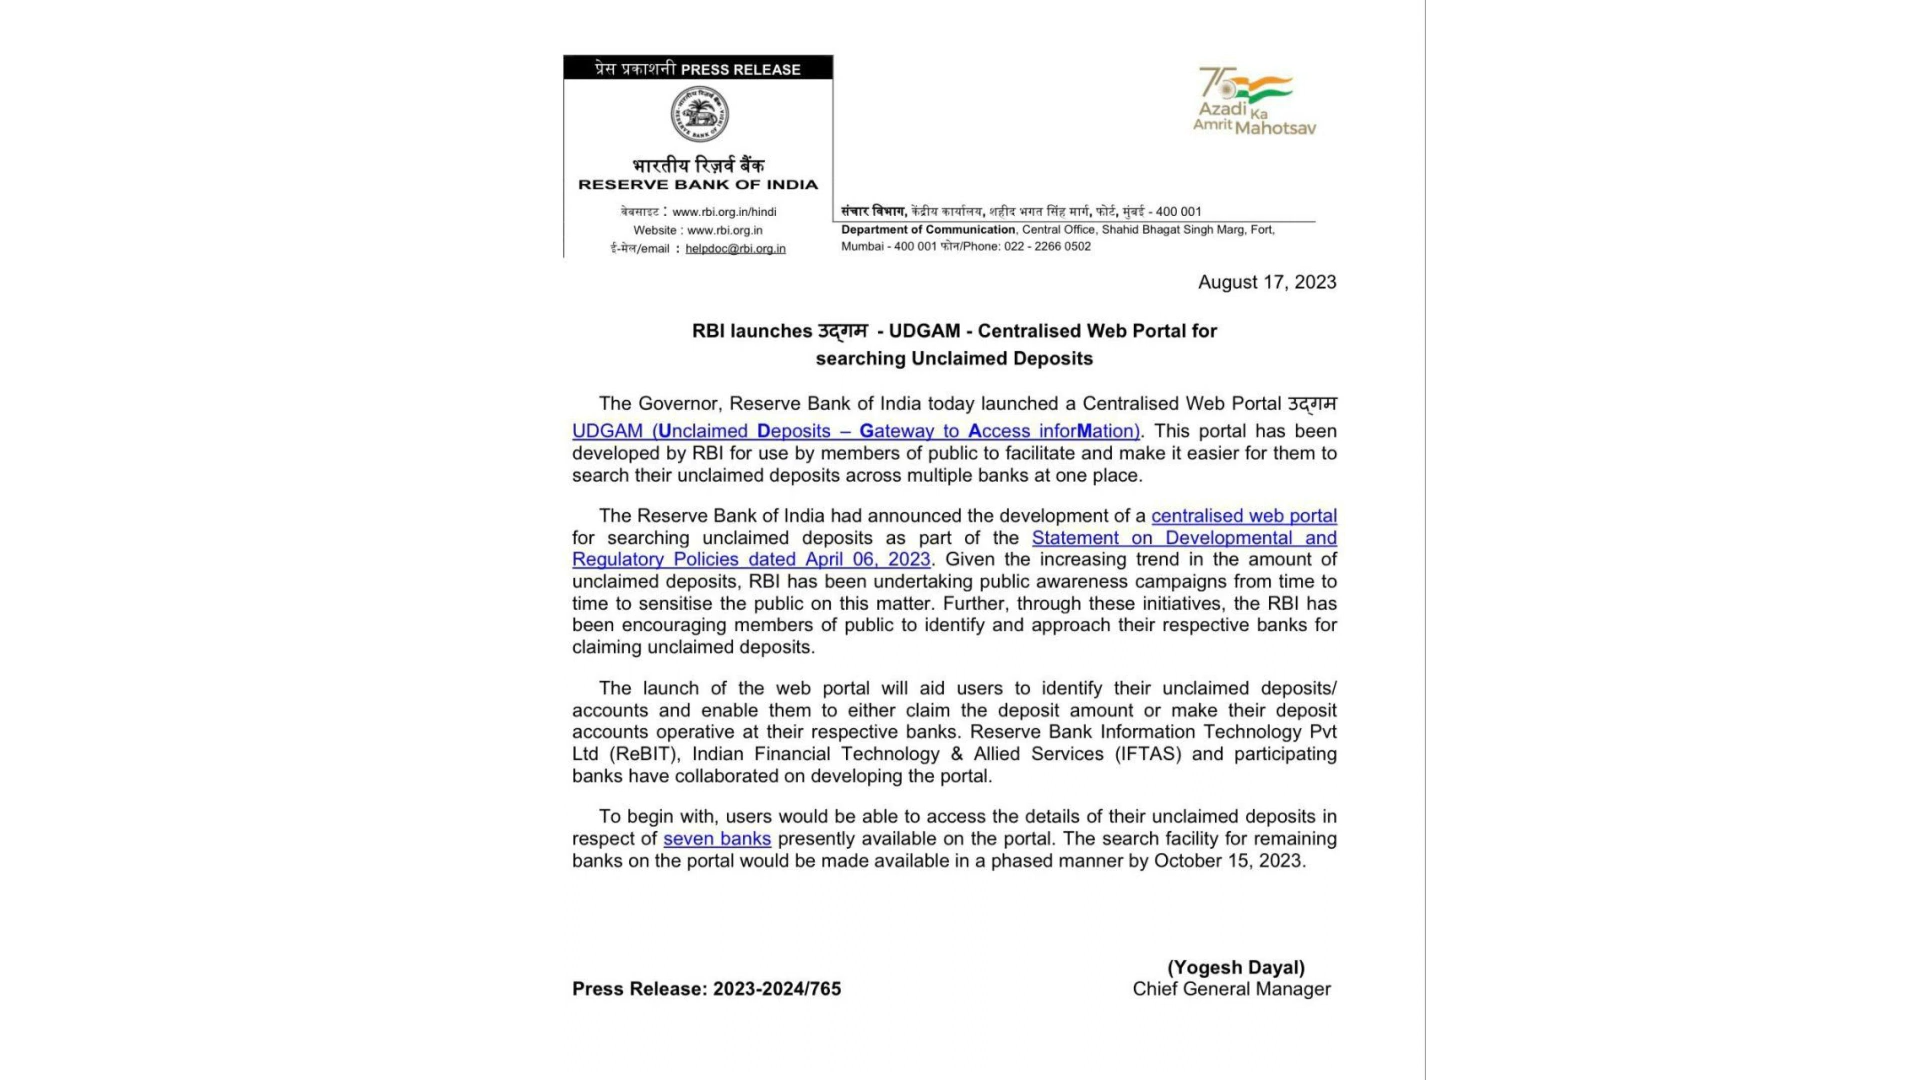 प्रेस प्रकाशनी PRESS RELEASE
75
Azadi Ka
Amrit Mahotsav
भारतीय रिज़र्व बैंक
RESERVE BANK OF INDIA
RESERVE BANK OF INDIA
वेबसाइट : www.rbi.org.in/hindi
Website : www.rbi.org.in
ई-मेल/email : helpdoc@rbi.org.in
संचार विभाग, केंद्रीय कार्यालय, शहीद भगत सिंह मार्ग, फोर्ट, मुंबई - 400 001
Department of Communication, Central Office, Shahid Bhagat Singh Marg, Fort,
Mumbai - 400 001 फोन/Phone: 022 - 2266 0502
August 17, 2023
RBI launches उद्गम - UDGAM - Centralised Web Portal for
searching Unclaimed Deposits
The Governor, Reserve Bank of India today launched a Centralised Web Portal उद्गम
UDGAM (Unclaimed Deposits – Gateway to Access inforMation). This portal has been
developed by RBI for use by members of public to facilitate and make it easier for them to
search their unclaimed deposits across multiple banks at one place.
The Reserve Bank of India had announced the development of a centralised web portal
for searching unclaimed deposits as part of the Statement on Developmental and
Regulatory Policies dated April 06, 2023. Given the increasing trend in the amount of
unclaimed deposits, RBI has been undertaking public awareness campaigns from time to
time to sensitise the public on this matter. Further, through these initiatives, the RBI has
been encouraging members of public to identify and approach their respective banks for
claiming unclaimed deposits.
The launch of the web portal will aid users to identify their unclaimed deposits/
accounts and enable them to either claim the deposit amount or make their deposit
accounts operative at their respective banks. Reserve Bank Information Technology Pvt
Ltd (ReBIT), Indian Financial Technology & Allied Services (IFTAS) and participating
banks have collaborated on developing the portal.
To begin with, users would be able to access the details of their unclaimed deposits in
respect of seven banks presently available on the portal. The search facility for remaining
banks on the portal would be made available in a phased manner by October 15, 2023.
(Yogesh Dayal)
Press Release: 2023-2024/765
Chief General Manager